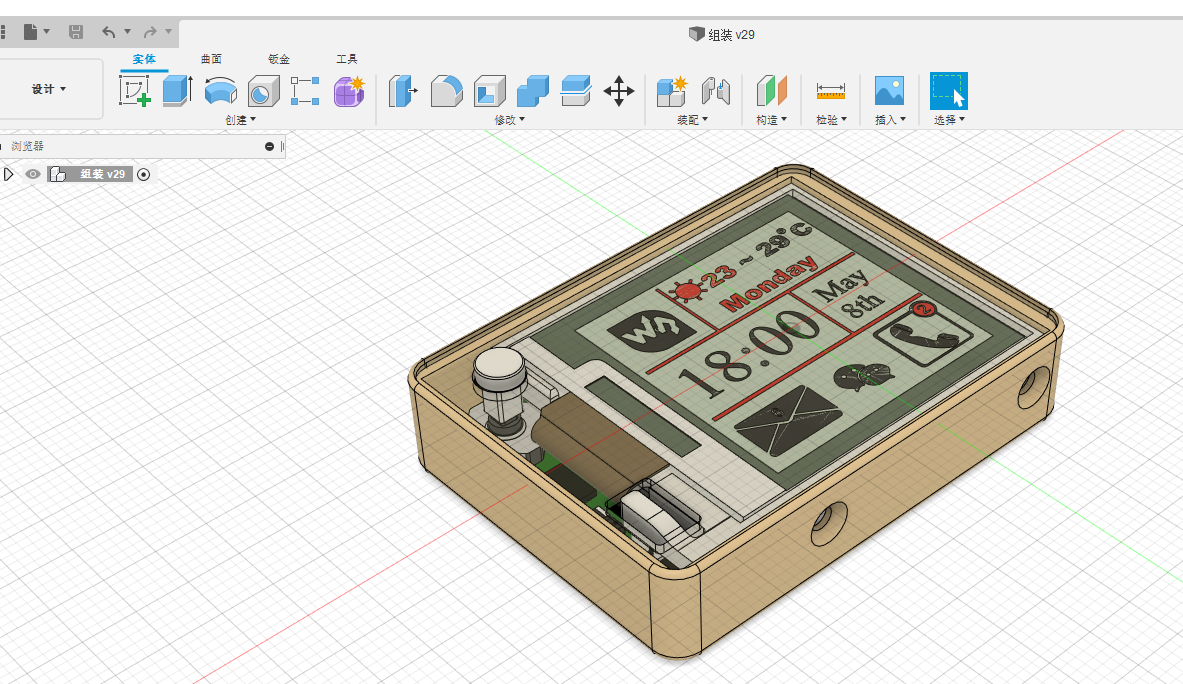 组装 v29
实体 曲面 钣金 工具
设计
创建 修改 装配 构造 检验 插入 选择
浏览器
组装 v29
23 ~ 29°C
Monday
May
8th
18:00
2